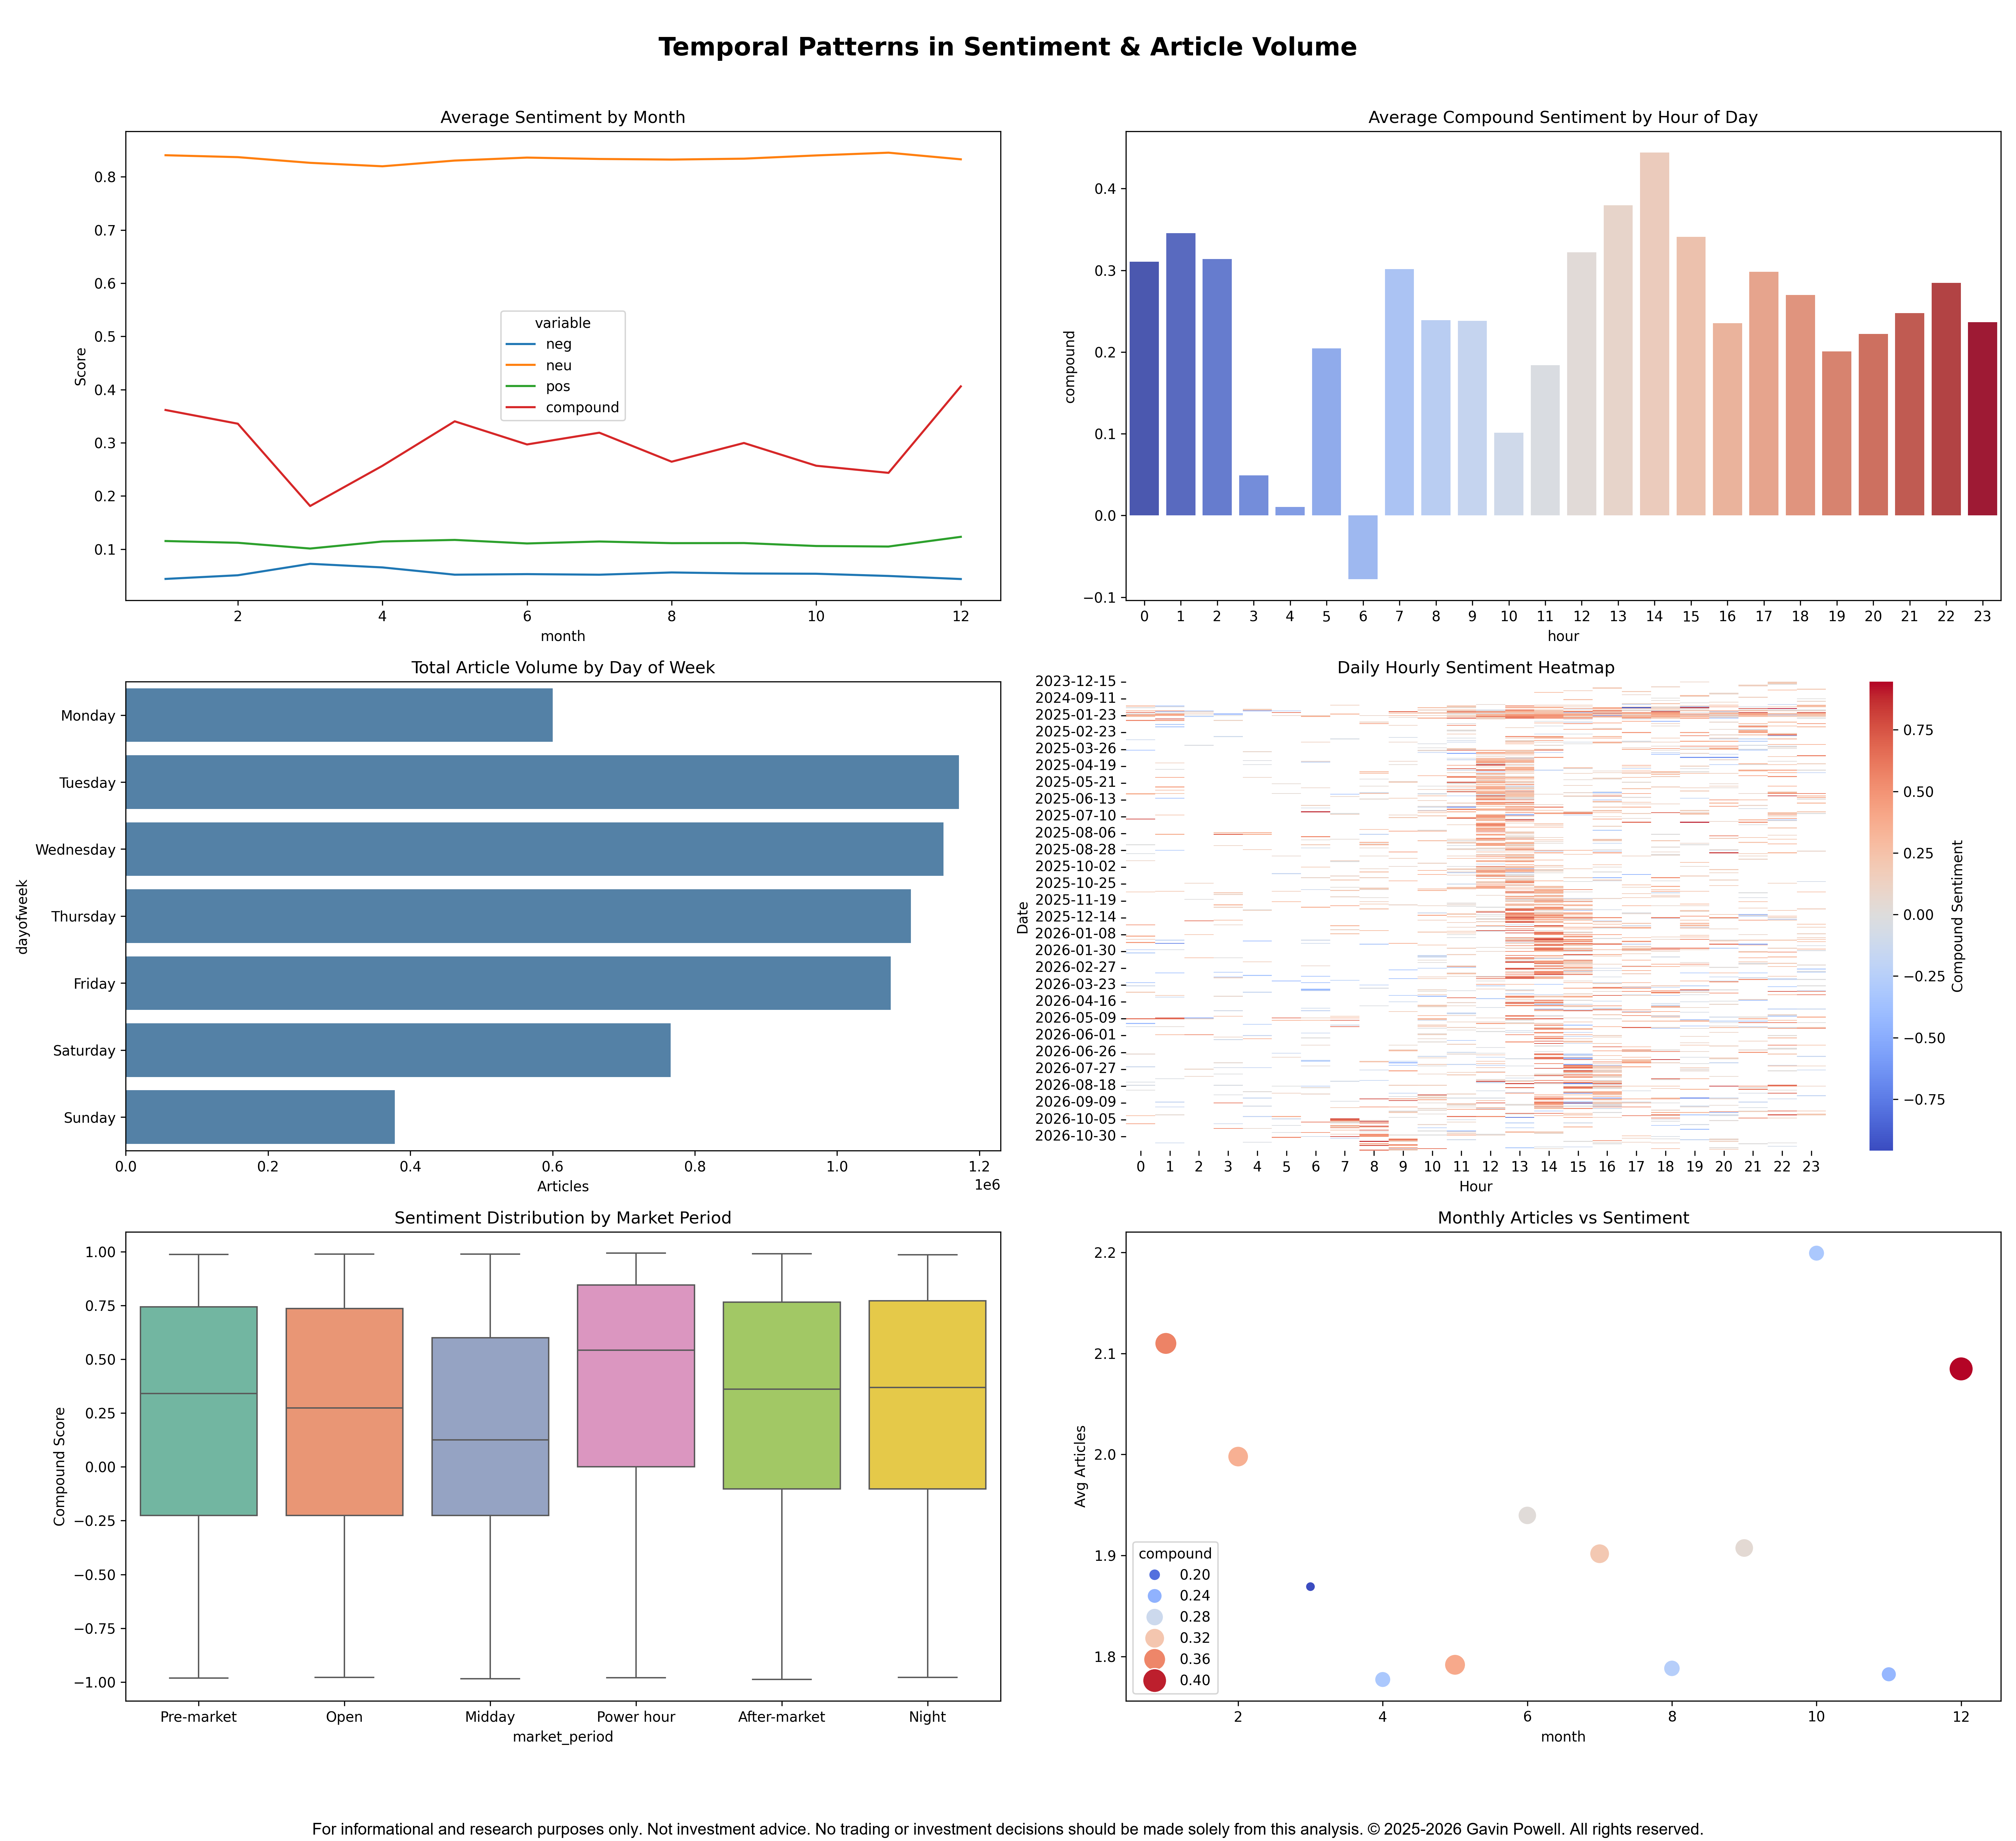 Temporal Patterns in Sentiment & Article Volume
Average Sentiment by Month
Score
0.8
0.7
0.6
0.5
0.4
0.3
0.2
0.1
variable
neg
neu
pos
compound
2 4 6 8 10 12
month
Average Compound Sentiment by Hour of Day
compound
0.4
0.3
0.2
0.1
0.0
−0.1
0 1 2 3 4 5 6 7 8 9 10 11 12 13 14 15 16 17 18 19 20 21 22 23
hour
Total Article Volume by Day of Week
dayofweek
Monday
Tuesday
Wednesday
Thursday
Friday
Saturday
Sunday
0.0 0.2 0.4 0.6 0.8 1.0 1.2
Articles
1e6
Daily Hourly Sentiment Heatmap
Date
2023-12-15
2024-09-11
2025-01-23
2025-02-23
2025-03-26
2025-04-19
2025-05-21
2025-06-13
2025-07-10
2025-08-06
2025-08-28
2025-10-02
2025-10-25
2025-11-19
2025-12-14
2026-01-08
2026-01-30
2026-02-27
2026-03-23
2026-04-16
2026-05-09
2026-06-01
2026-06-26
2026-07-27
2026-08-18
2026-09-09
2026-10-05
2026-10-30
0 1 2 3 4 5 6 7 8 9 10 11 12 13 14 15 16 17 18 19 20 21 22 23
Hour
0.75
0.50
0.25
0.00
−0.25
−0.50
−0.75
Compound Sentiment
Sentiment Distribution by Market Period
Compound Score
1.00
0.75
0.50
0.25
0.00
−0.25
−0.50
−0.75
−1.00
Pre-market Open Midday Power hour After-market Night
market_period
Monthly Articles vs Sentiment
Avg Articles
2.2
2.1
2.0
1.9
1.8
compound
0.20
0.24
0.28
0.32
0.36
0.40
2 4 6 8 10 12
month
For informational and research purposes only. Not investment advice. No trading or investment decisions should be made solely from this analysis. © 2025-2026 Gavin Powell. All rights reserved.